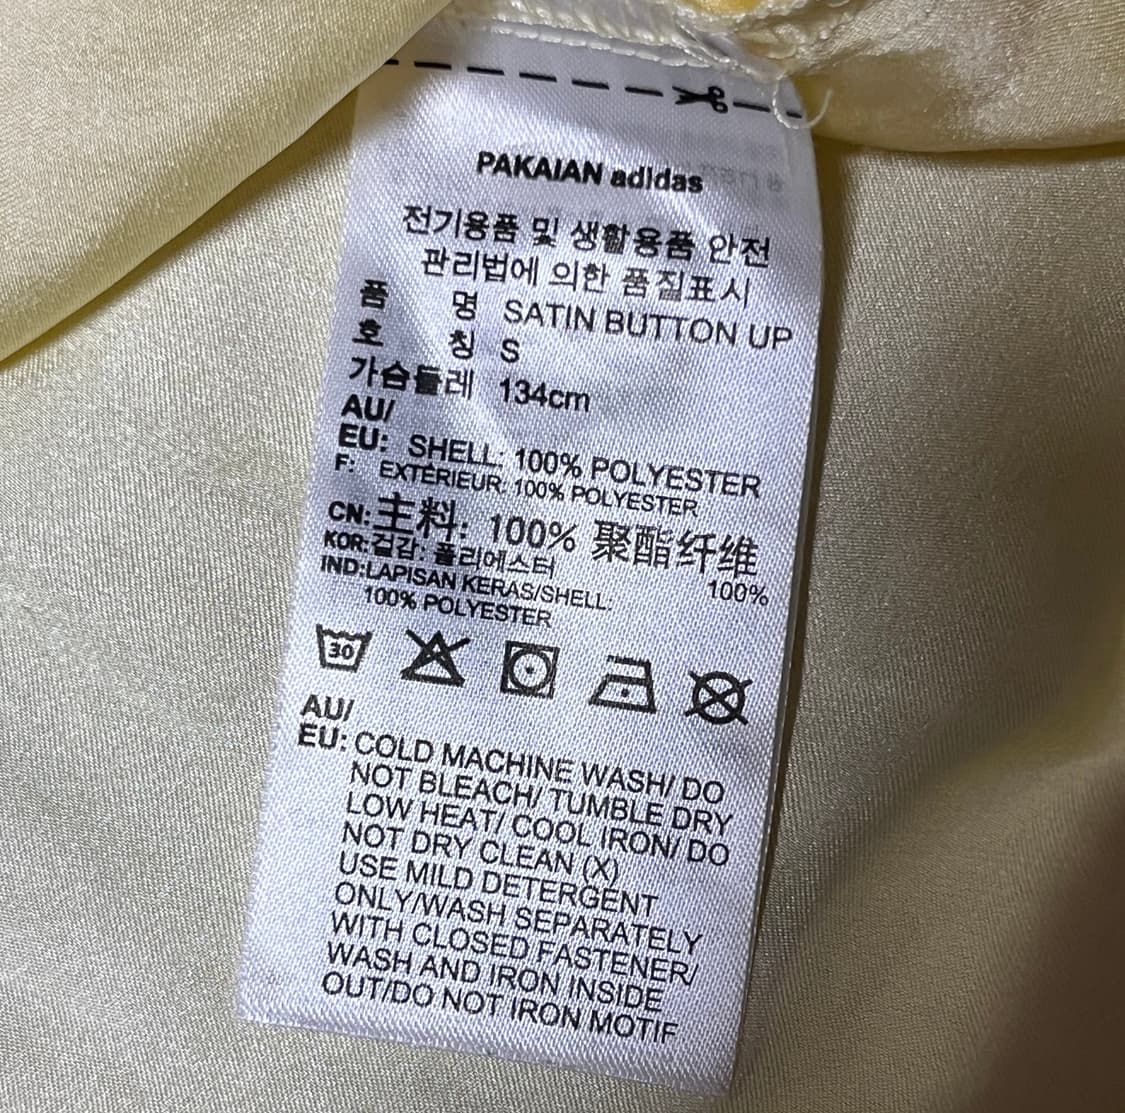 PAKAIAN adidas
전기용품 및 생활용품 안전
관리법에 의한 품질표시
품 명 SATIN BUTTON UP
호 칭 S
가슴둘레 134cm
AU/
EU: SHELL: 100% POLYESTER
F: EXTÉRIEUR: 100% POLYESTER
CN: 主料: 100% 聚酯纤维
KOR: 겉감: 폴리에스터 100%
IND: LAPISAN KERAS/SHELL:
100% POLYESTER
30
AU/
EU: COLD MACHINE WASH/ DO
NOT BLEACH/ TUMBLE DRY
LOW HEAT/ COOL IRON/ DO
NOT DRY CLEAN (X)
USE MILD DETERGENT
ONLY/WASH SEPARATELY
WITH CLOSED FASTENER/
WASH AND IRON INSIDE
OUT/DO NOT IRON MOTIF